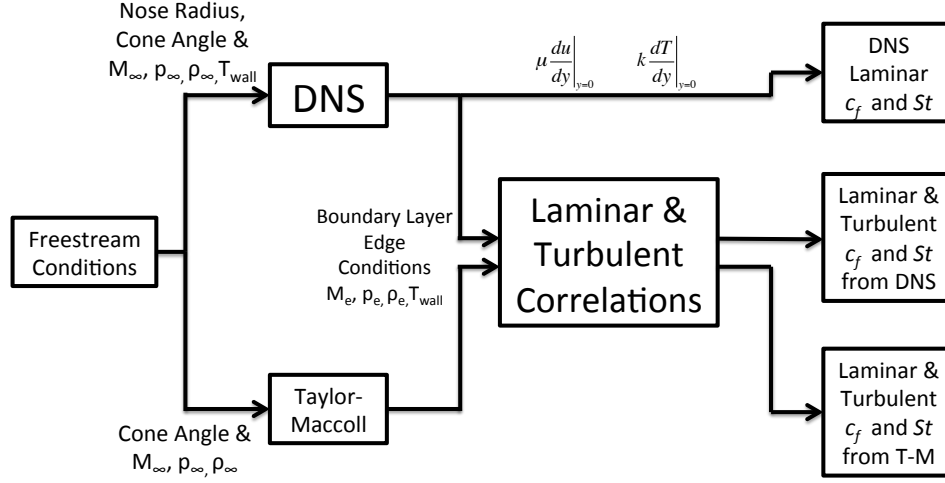 Nose Radius,
Cone Angle &
M∞, p∞, ρ∞,Twall
DNS
μ du/dy|y=0 k dT/dy|y=0
DNS
Laminar
cf and St
Freestream
Conditions
Boundary Layer
Edge
Conditions
Me, pe, ρe,Twall
Laminar &
Turbulent
Correlations
Laminar &
Turbulent
cf and St
from DNS
Taylor-
Maccoll
Cone Angle &
M∞, p∞, ρ∞
Laminar &
Turbulent
cf and St
from T-M